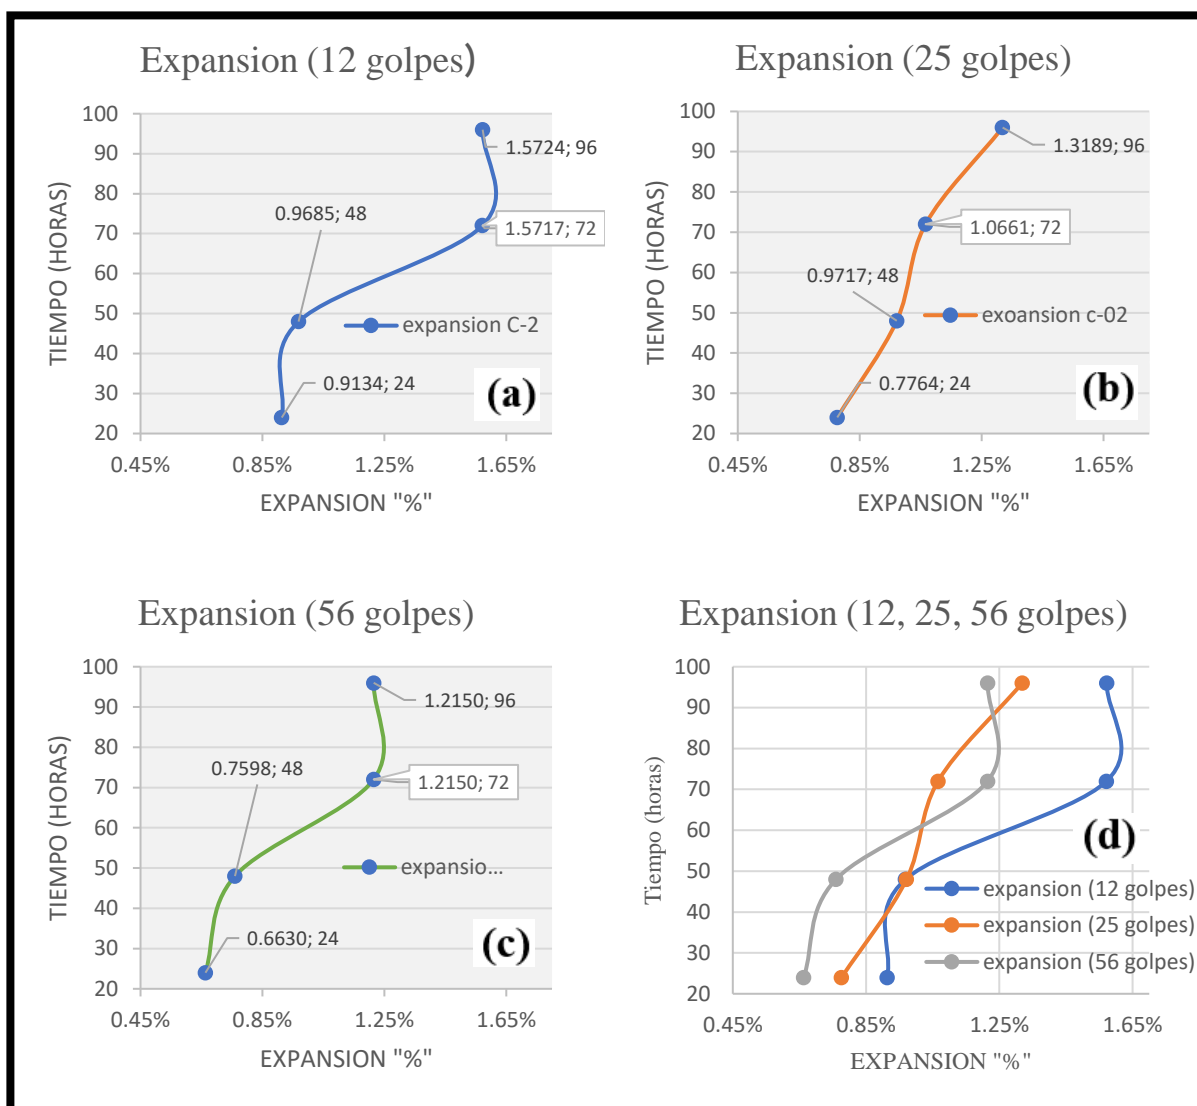 Expansion (12 golpes)
100
90
80
70
60
50
40
30
20
TIEMPO (HORAS)
1.5724; 96
0.9685; 48
1.5717; 72
expansion C-2
0.9134; 24
(a)
0.45%
0.85%
1.25%
1.65%
EXPANSION "%"
Expansion (25 golpes)
100
90
80
70
60
50
40
30
20
TIEMPO (HORAS)
1.3189; 96
1.0661; 72
0.9717; 48
exoansion c-02
0.7764; 24
(b)
0.45%
0.85%
1.25%
1.65%
EXPANSION "%"
Expansion (56 golpes)
100
90
80
70
60
50
40
30
20
TIEMPO (HORAS)
1.2150; 96
0.7598; 48
1.2150; 72
expansio...
0.6630; 24
(c)
0.45%
0.85%
1.25%
1.65%
EXPANSION "%"
Expansion (12, 25, 56 golpes)
100
90
80
70
60
50
40
30
20
Tiempo (horas)
(d)
expansion (12 golpes)
expansion (25 golpes)
expansion (56 golpes)
0.45%
0.85%
1.25%
1.65%
EXPANSION "%"